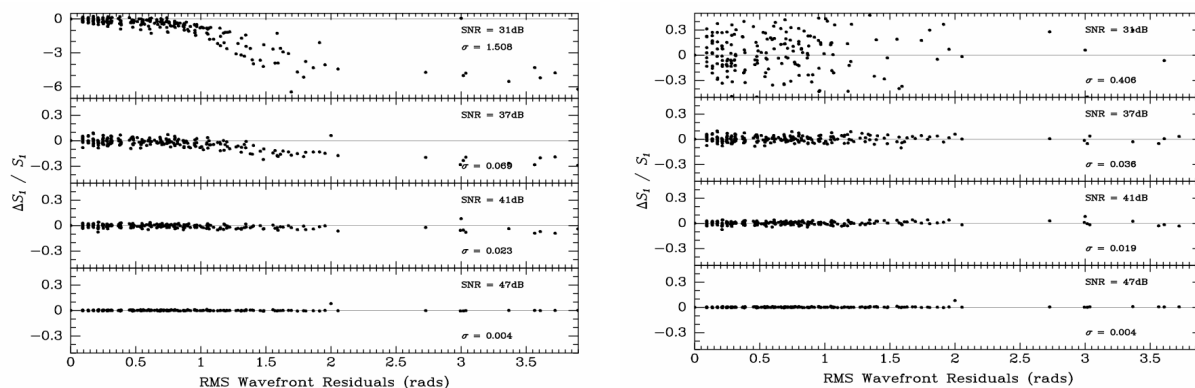 0
−3
−6
SNR = 31dB
σ = 1.508
0.3
0
−0.3
SNR = 37dB
σ = 0.069
0.3
0
−0.3
SNR = 41dB
σ = 0.023
0.3
0
−0.3
SNR = 47dB
σ = 0.004
ΔS_I / S_I
0 0.5 1 1.5 2 2.5 3 3.5
RMS Wavefront Residuals (rads)
0.3
0
−0.3
SNR = 31dB
σ = 0.406
0.3
0
−0.3
SNR = 37dB
σ = 0.036
0.3
0
−0.3
SNR = 41dB
σ = 0.019
0.3
0
−0.3
SNR = 47dB
σ = 0.004
ΔS_I / S_I
0 0.5 1 1.5 2 2.5 3 3.5
RMS Wavefront Residuals (rads)